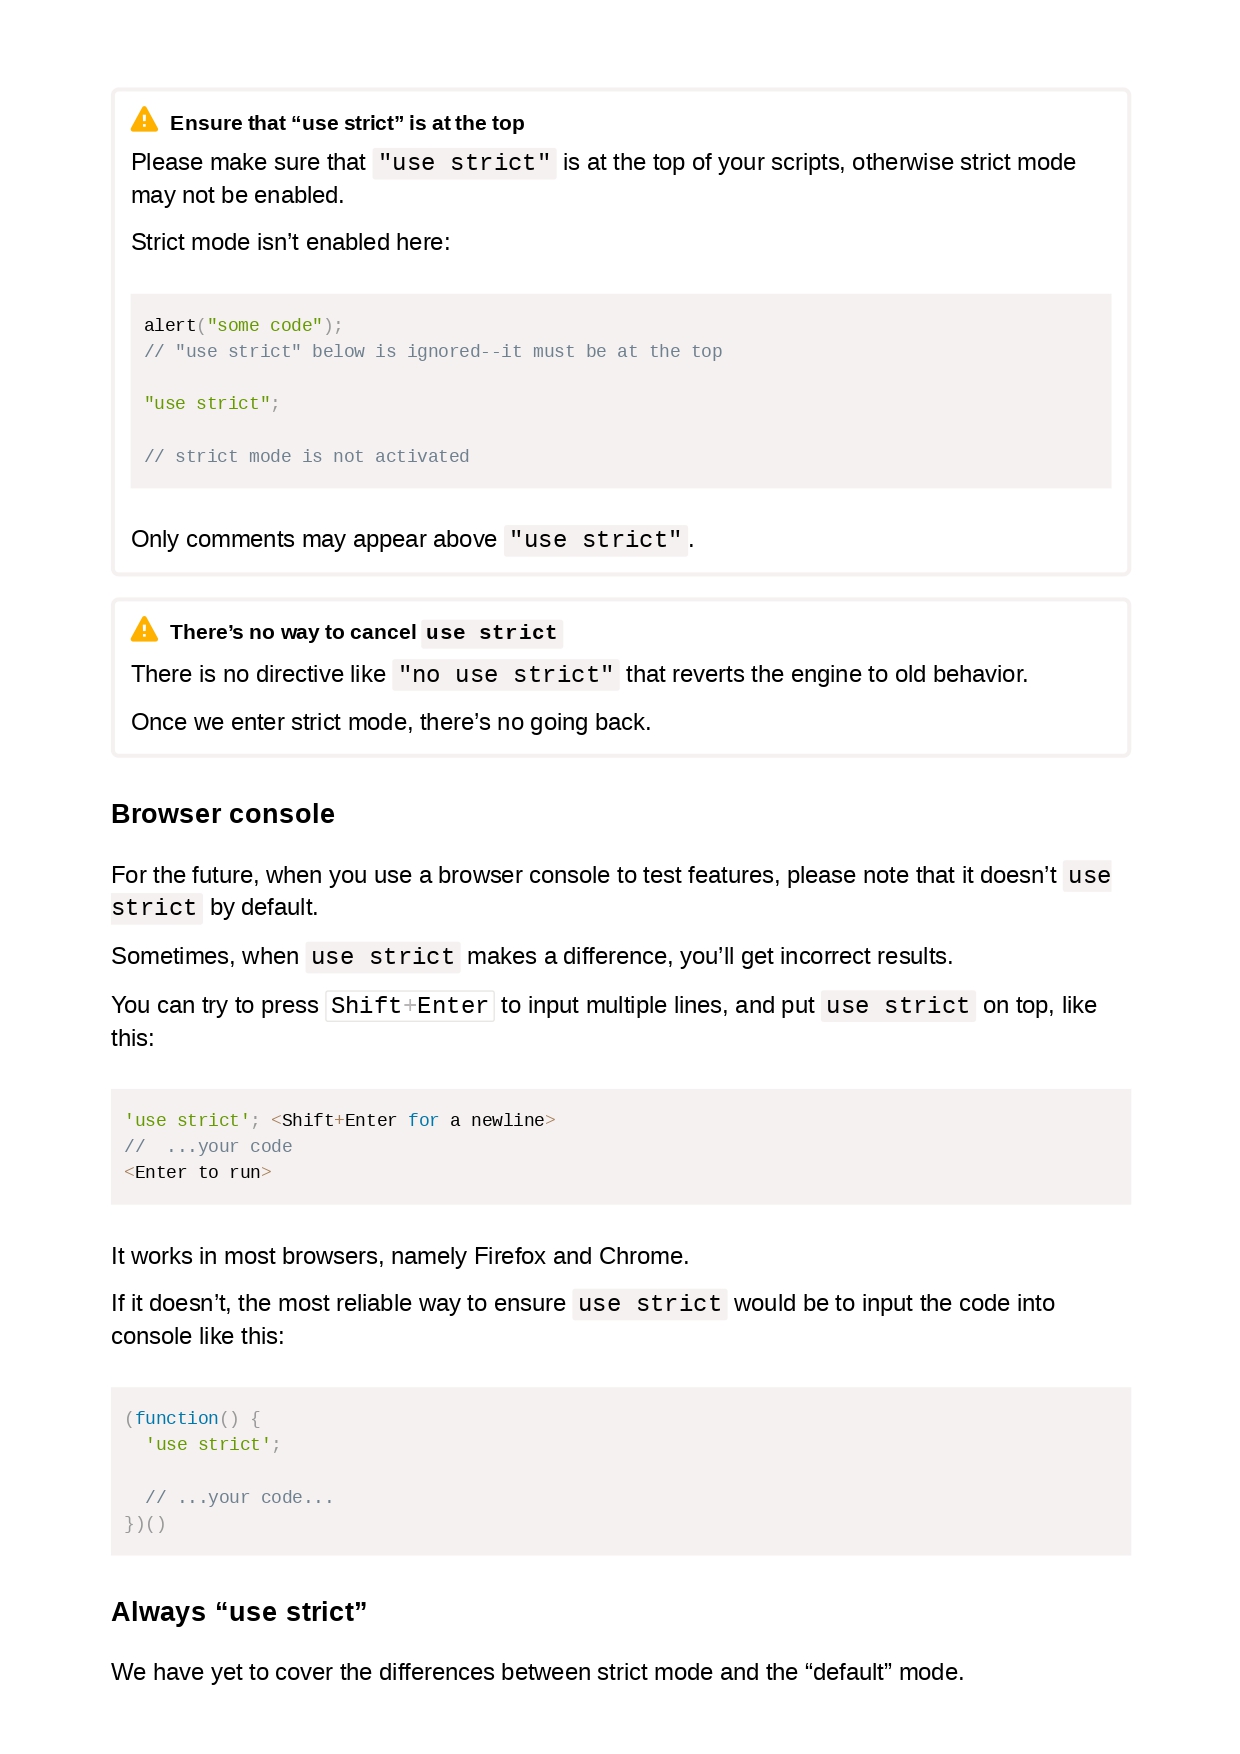 Ensure that “use strict” is at the top
Please make sure that "use strict" is at the top of your scripts, otherwise strict mode
may not be enabled.
Strict mode isn’t enabled here:
alert("some code");
// "use strict" below is ignored--it must be at the top
"use strict";
// strict mode is not activated
Only comments may appear above "use strict".
There’s no way to cancel use strict
There is no directive like "no use strict" that reverts the engine to old behavior.
Once we enter strict mode, there’s no going back.
Browser console
For the future, when you use a browser console to test features, please note that it doesn’t use
strict by default.
Sometimes, when use strict makes a difference, you’ll get incorrect results.
You can try to press Shift+Enter to input multiple lines, and put use strict on top, like
this:
'use strict'; <Shift+Enter for a newline>
//  ...your code
<Enter to run>
It works in most browsers, namely Firefox and Chrome.
If it doesn’t, the most reliable way to ensure use strict would be to input the code into
console like this:
(function() {
  'use strict';
  // ...your code...
})()
Always “use strict”
We have yet to cover the differences between strict mode and the “default” mode.